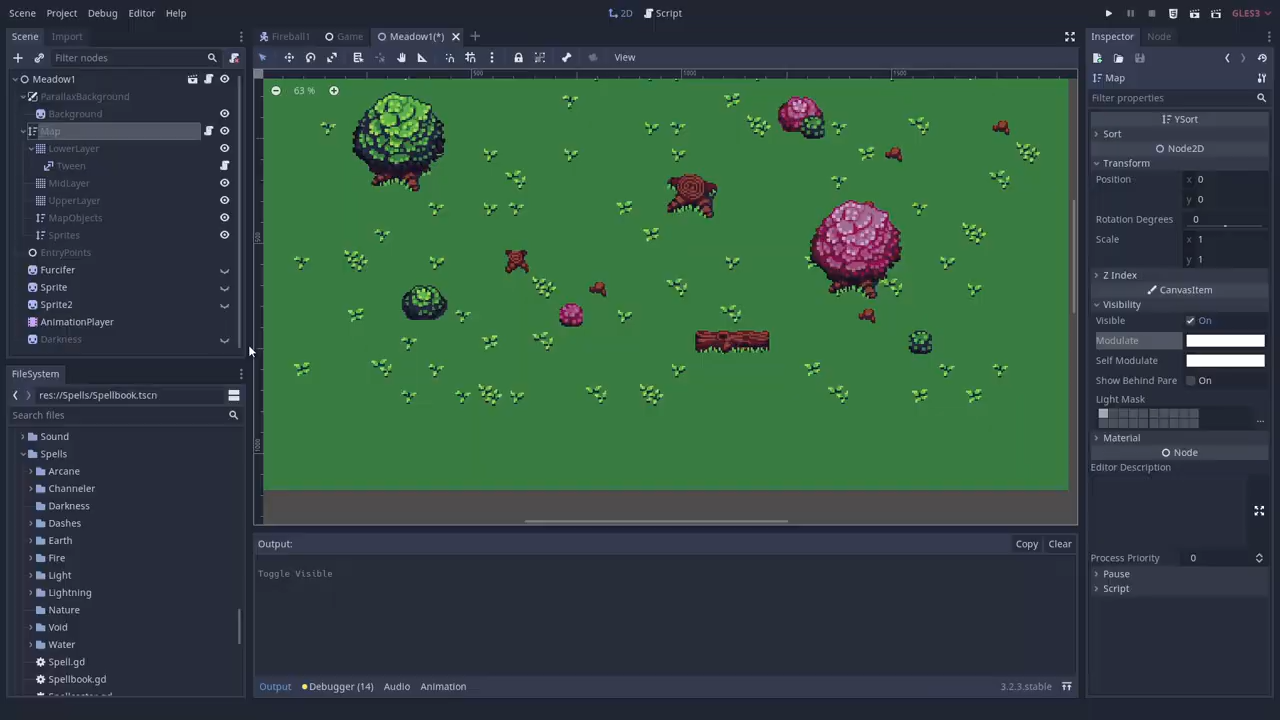 Scene Project Debug Editor Help
2D Script
GLES3
Scene Import
Filter nodes
Meadow1
ParallaxBackground
Background
Map
LowerLayer
Tween
MidLayer
UpperLayer
MapObjects
Sprites
EntryPoints
Furcifer
Sprite
Sprite2
AnimationPlayer
Darkness
FileSystem
res://Spells/Spellbook.tscn
Search files
Sound
Spells
Arcane
Channeler
Darkness
Dashes
Earth
Fire
Light
Lightning
Nature
Void
Water
Spell.gd
Spellbook.gd
Fireball1 Game Meadow1(*)
View
500 1000 1500
63 %
500
1000
Output: Copy Clear
Toggle Visible
Output Debugger (14) Audio Animation 3.2.3.stable
Inspector Node
Map
Filter properties
YSort
Sort
Node2D
Transform
Position x 0
y 0
Rotation Degrees 0
Scale x 1
y 1
Z Index
CanvasItem
Visibility
Visible On
Modulate
Self Modulate
Show Behind Pare On
Light Mask
...
Material
Node
Editor Description
Process Priority 0
Pause
Script